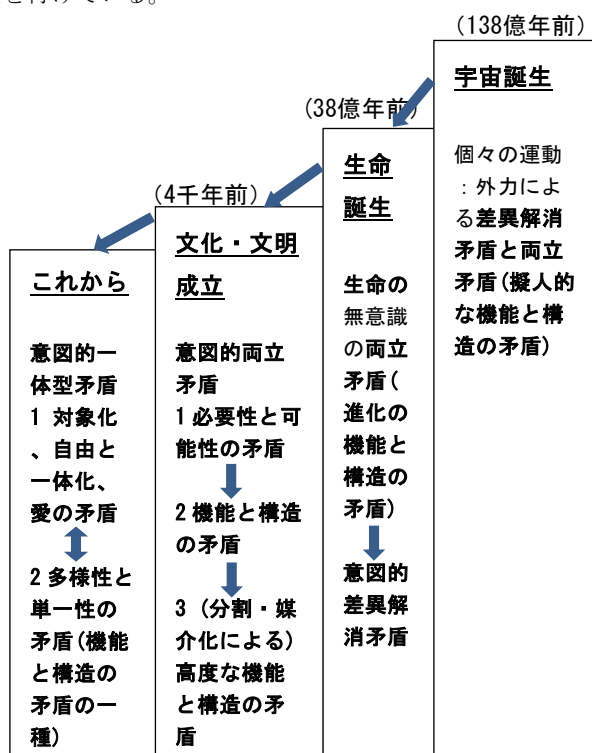 を付けている。
(138億年前)
宇宙誕生
個々の運動
：外力によ
る差異解消
矛盾と両立
矛盾(擬人的
な機能と構
造の矛盾)
(38億年前)
生命
誕生
生命の
無意識
の両立
矛盾(
進化の
機能と
構造の
矛盾)
意図的
差異解
消矛盾
(4千年前)
文化・文明
成立
意図的両立
矛盾
1 必要性と可
能性の矛盾
2 機能と構造
の矛盾
3 (分割・媒
介化による)
高度な機能
と構造の矛
盾
これから
意図的一
体型矛盾
1 対象化
、自由と
一体化、
愛の矛盾
2 多様性と
単一性の
矛盾(機能
と構造の
矛盾の一
種)